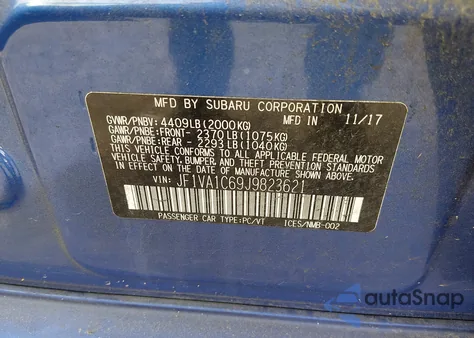 MFD BY SUBARU CORPORATION
GVWR/PNBV: 4409LB(2000KG) MFD IN 11/17
GAWR/PNBE:FRONT- 2370LB(1075KG)
GAWR/PNBE:REAR - 2293LB(1040KG)
THIS VEHICLE CONFORMS TO ALL APPLICABLE FEDERAL MOTOR
VEHICLE SAFETY, BUMPER, AND THEFT PREVENTION STANDARDS
IN EFFECT ON THE DATE OF MANUFACTURE SHOWN ABOVE.
VIN: JF1VA1C69J9823621
PASSENGER CAR TYPE:PC/VT ICES/NMB-002
autaSnap